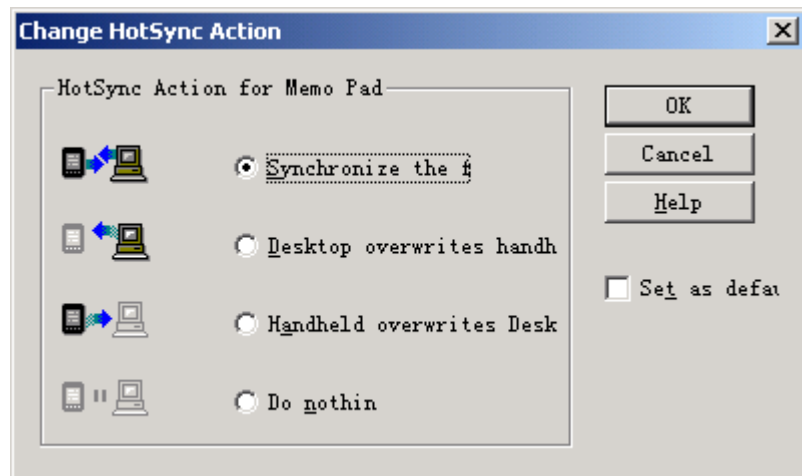 Change HotSync Action
HotSync Action for Memo Pad
Synchronize the f
Desktop overwrites handh
Handheld overwrites Desk
Do nothin
OK
Cancel
Help
Set as defau